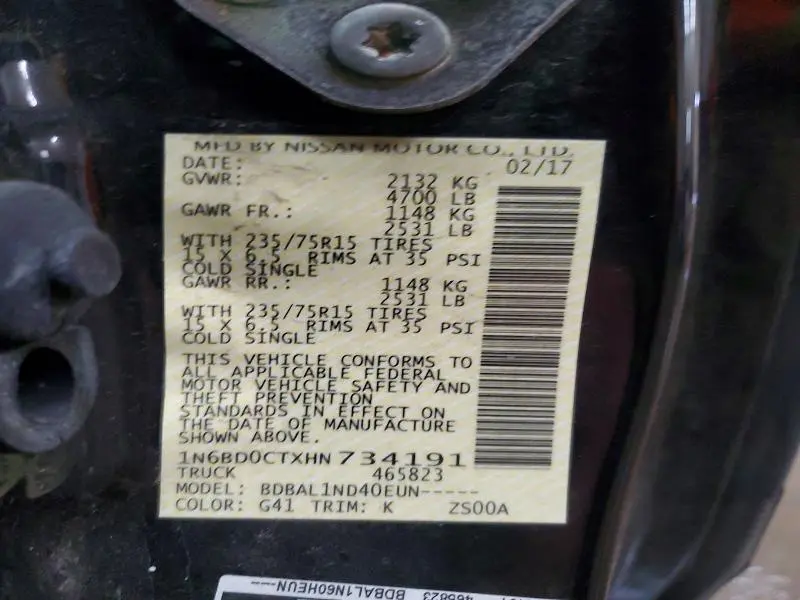 MFD BY NISSAN MOTOR CO., LTD.
DATE: 02/17
GVWR: 2132 KG
4700 LB
GAWR FR.: 1148 KG
2531 LB
WITH 235/75R15 TIRES
15 X 6.5 RIMS AT 35 PSI
COLD SINGLE
GAWR RR.: 1148 KG
2531 LB
WITH 235/75R15 TIRES
15 X 6.5 RIMS AT 35 PSI
COLD SINGLE
THIS VEHICLE CONFORMS TO
ALL APPLICABLE FEDERAL
MOTOR VEHICLE SAFETY AND
THEFT PREVENTION
STANDARDS IN EFFECT ON
THE DATE OF MANUFACTURE
SHOWN ABOVE.
1N6BD0CTXHN734191
TRUCK 465823
MODEL: BDBAL1ND40EUN-----
COLOR: G41 TRIM: K ZS00A
465823 BDBAL1N60HEUN-----